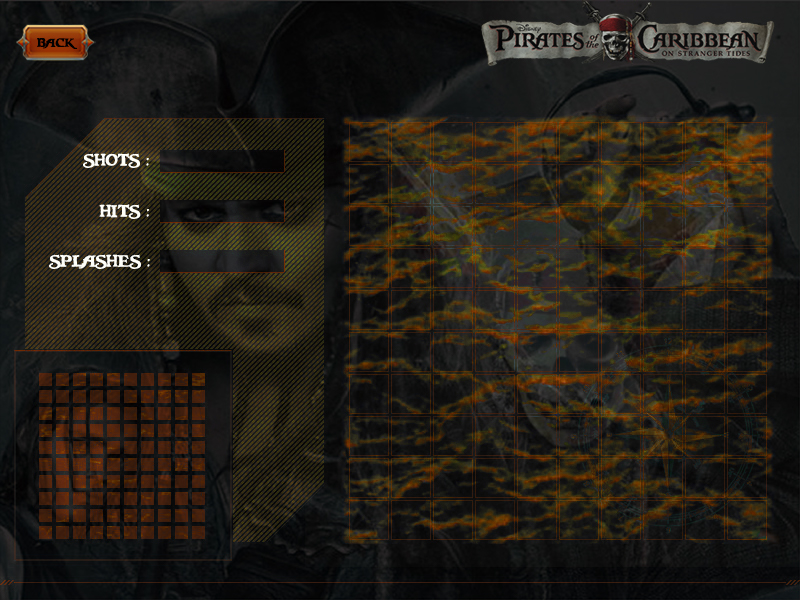 BACK
Disney
PIRATES of the CARIBBEAN
ON STRANGER TIDES
SHOTS :
HITS :
SPLASHES :